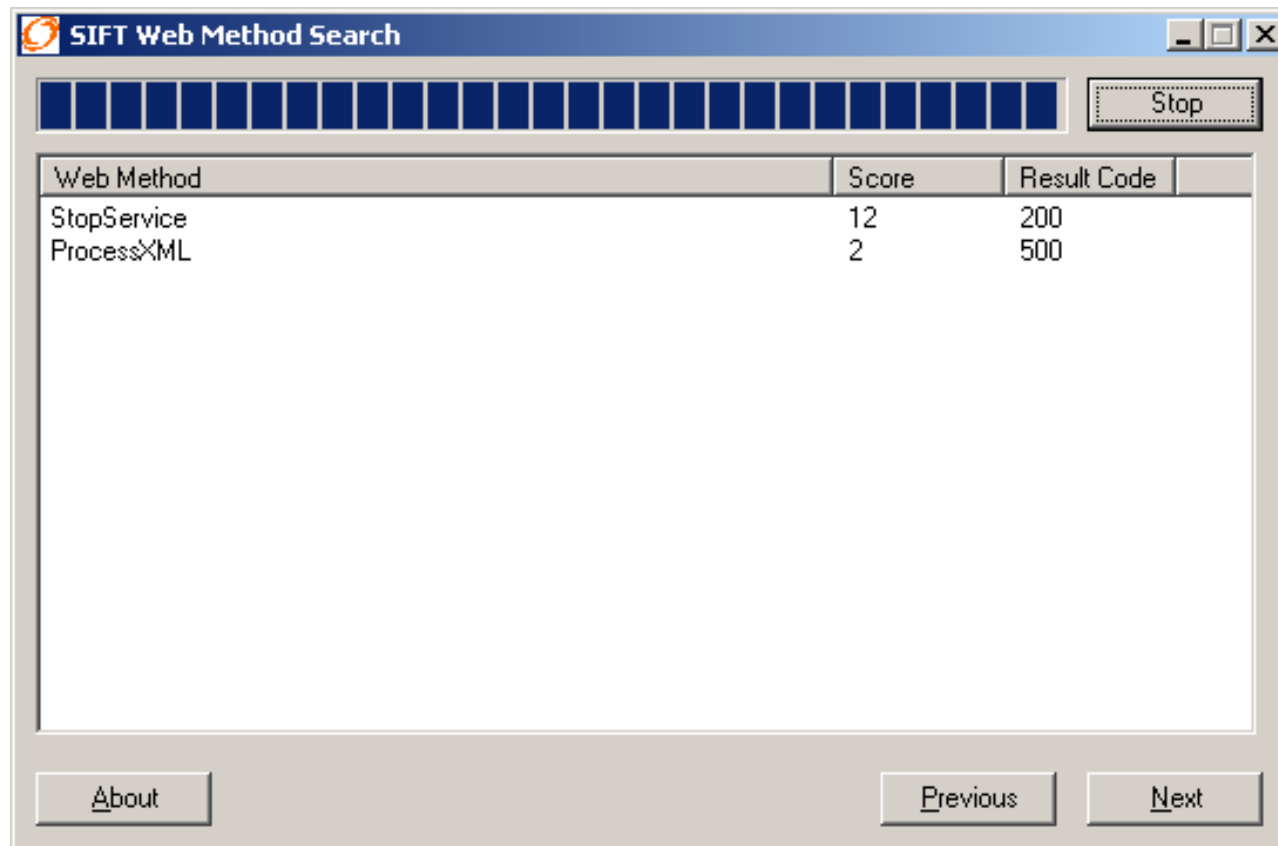 SIFT Web Method Search
Stop
Web Method Score Result Code
StopService 12 200
ProcessXML 2 500
About Previous Next